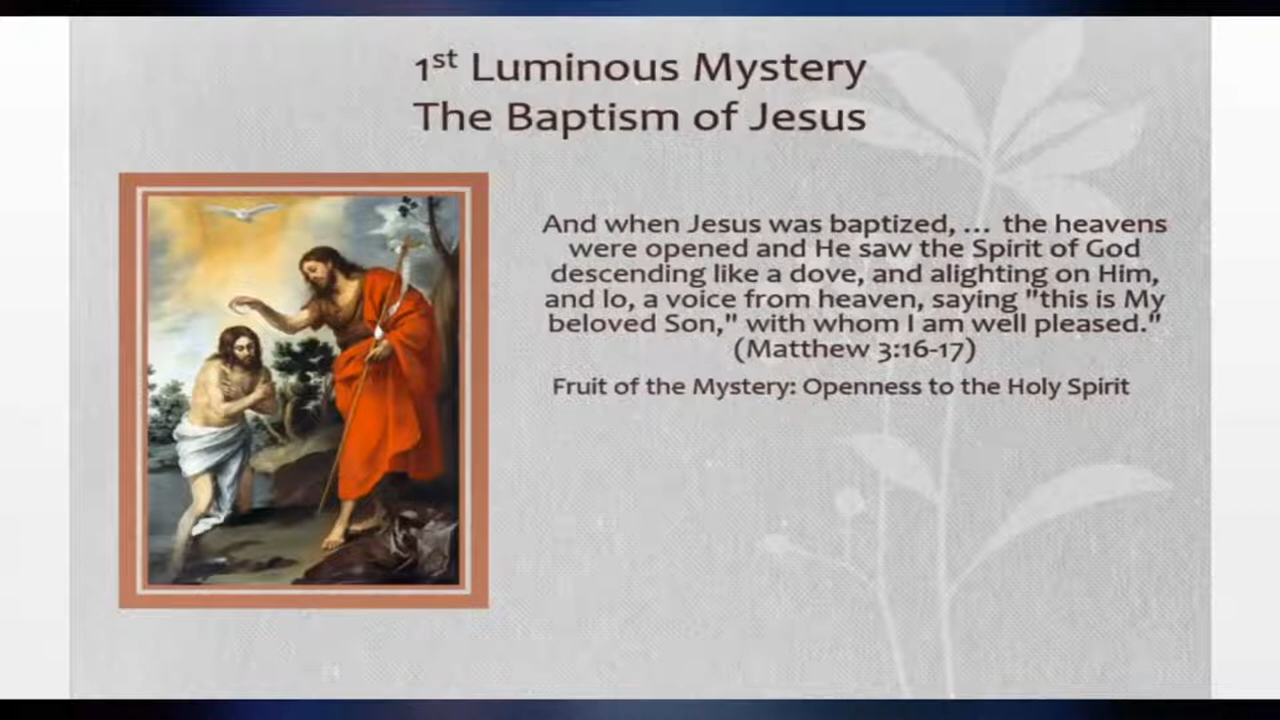 1st Luminous Mystery
The Baptism of Jesus
And when Jesus was baptized, ... the heavens
were opened and He saw the Spirit of God
descending like a dove, and alighting on Him,
and lo, a voice from heaven, saying "this is My
beloved Son," with whom I am well pleased."
(Matthew 3:16-17)
Fruit of the Mystery: Openness to the Holy Spirit